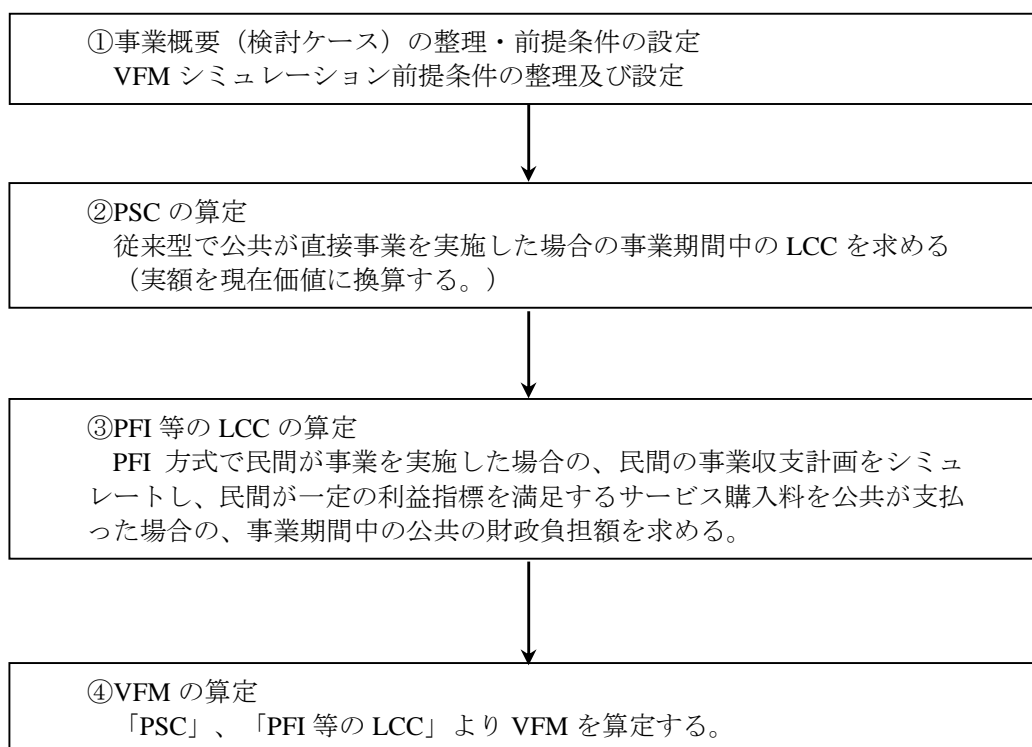 ①事業概要（検討ケース）の整理・前提条件の設定
VFM シミュレーション前提条件の整理及び設定
②PSC の算定
従来型で公共が直接事業を実施した場合の事業期間中の LCC を求める
（実額を現在価値に換算する。）
③PFI 等の LCC の算定
PFI 方式で民間が事業を実施した場合の、民間の事業収支計画をシミュ
レートし、民間が一定の利益指標を満足するサービス購入料を公共が支払
った場合の、事業期間中の公共の財政負担額を求める。
④VFM の算定
「PSC」、「PFI 等の LCC」より VFM を算定する。